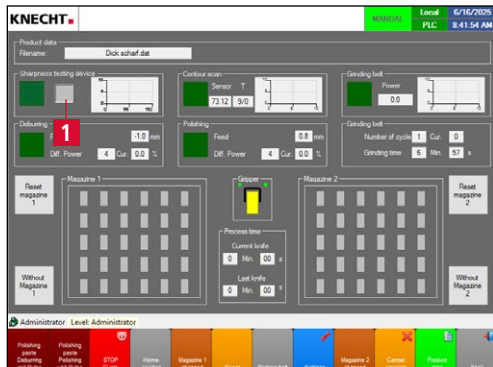 KNECHT
MANUAL
Local
6/16/2025
PLC
8:41:54 AM
Product data
Filename:
Dick scharf.dat
Sharpness testing device
Contour scan
Sensor T
73.12 9/0
Grinding belt
Power
0.0
1
Deburring
-1.0 mm
Diff. Power 4 Cur. 0.0 %
Polishing
Feed 0.8 mm
Diff. Power 4 Cur. 0.0 %
Grinding belt
Number of cycle 1 Cur. 0
Grinding time 6 Min. 57 s
Reset
magazine
1
Magazine 1
Gripper
Magazine 2
Reset
magazine
2
Process time
Current knife
0 Min. 00 s
Last knife
0 Min. 00 s
Without
Magazine
1
Without
Magazine
2
Administrator Level: Administrator
Polishing
paste
Deburring
Polishing
paste
Polishing
STOP
Home-
Magazine 1
Magazine 2
Cancel
Product